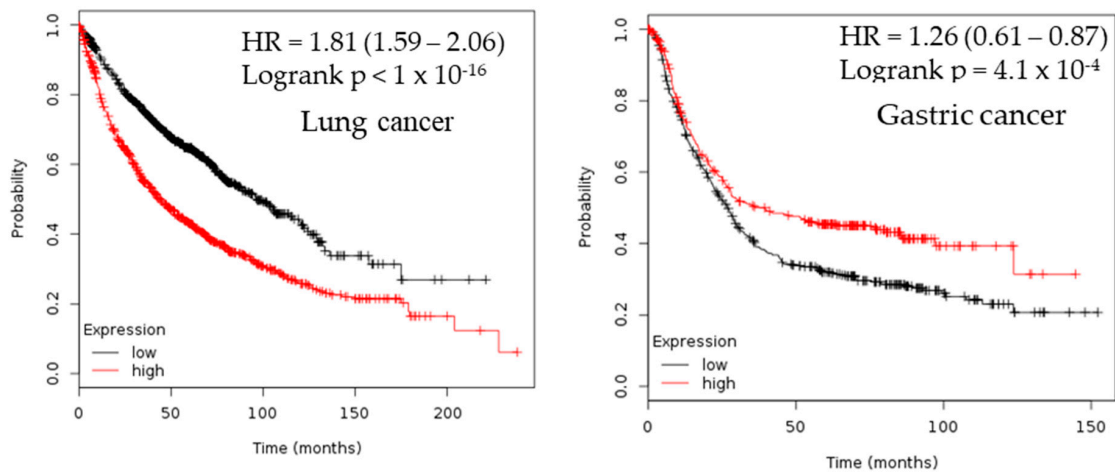 HR = 1.81 (1.59 – 2.06)
Logrank p < 1 x 10-16
Lung cancer
Probability
1.0
0.8
0.6
0.4
0.2
0.0
Expression
low
high
0 50 100 150 200
Time (months)
HR = 1.26 (0.61 – 0.87)
Logrank p = 4.1 x 10-4
Gastric cancer
Probability
1.0
0.8
0.6
0.4
0.2
0.0
Expression
low
high
0 50 100 150
Time (months)